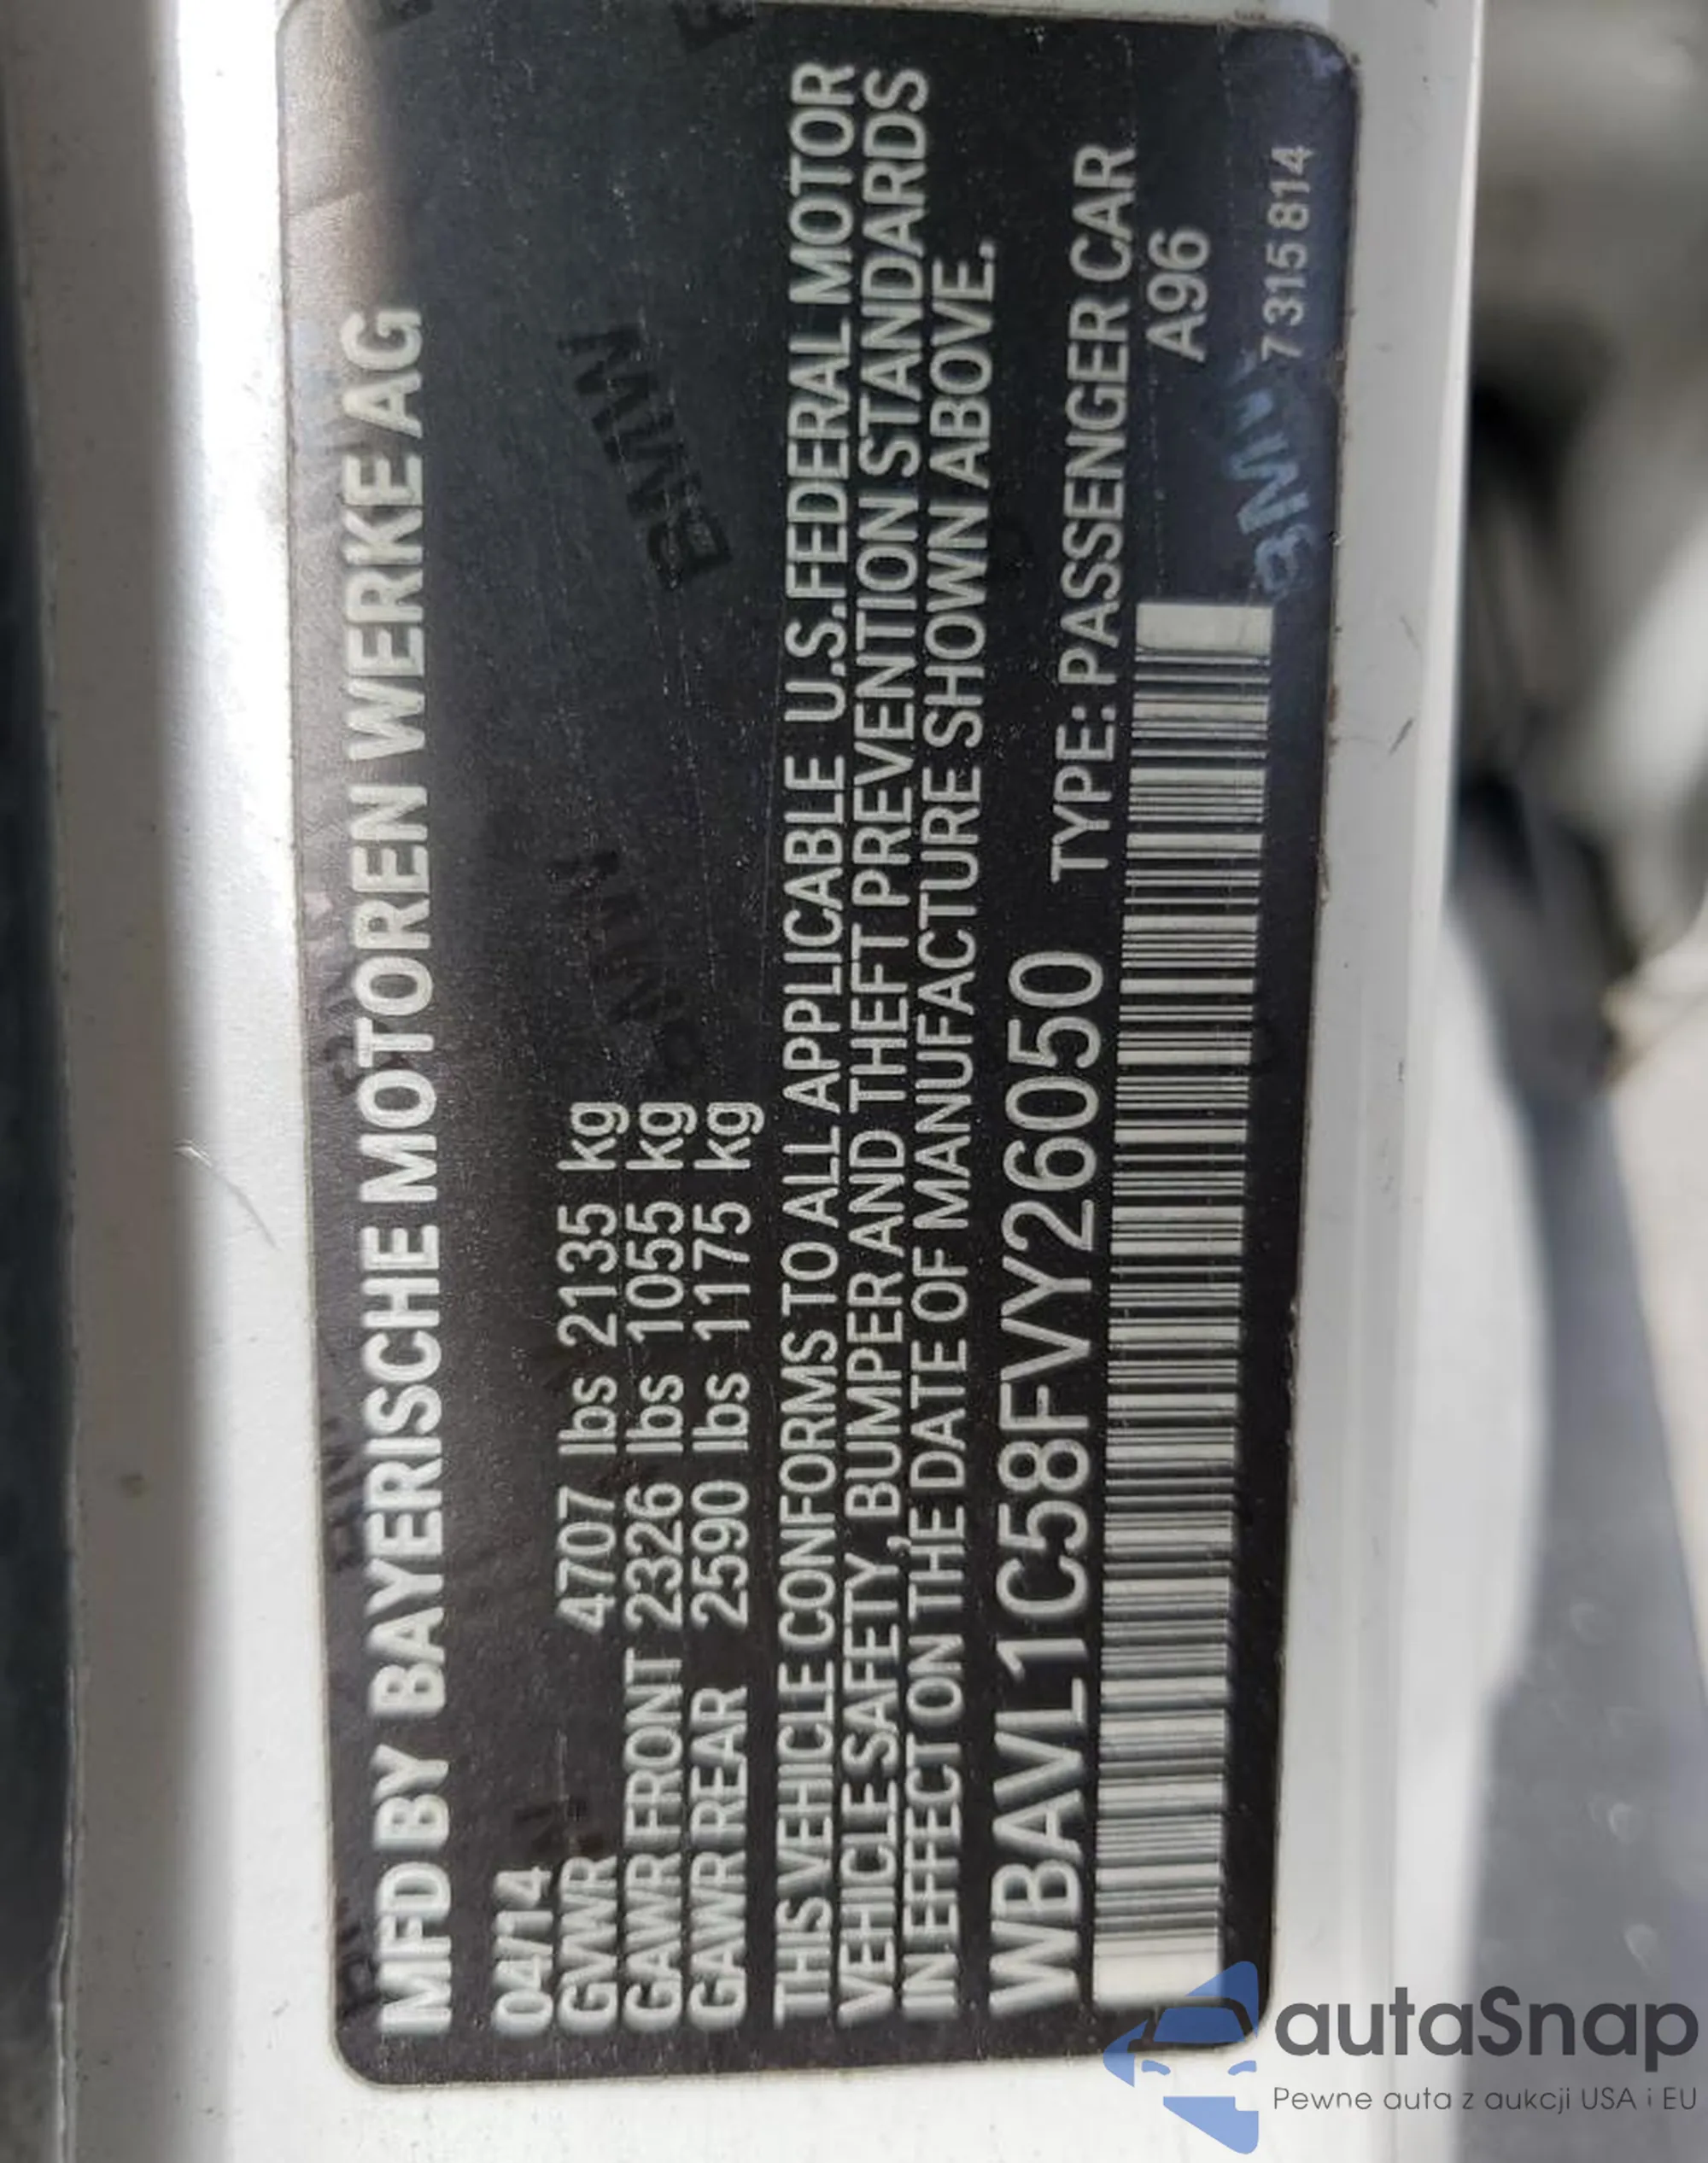 MFD BY BAYERISCHE MOTOREN WERKE AG
04/14
GVWR 4707 lbs 2135 kg
GAWR FRONT 2326 lbs 1055 kg
GAWR REAR 2590 lbs 1175 kg
THIS VEHICLE CONFORMS TO ALL APPLICABLE U.S.FEDERAL MOTOR
VEHICLE SAFETY, BUMPER AND THEFT PREVENTION STANDARDS
IN EFFECT ON THE DATE OF MANUFACTURE SHOWN ABOVE.
WBAVL1C58FVY26050 TYPE: PASSENGER CAR
A96
7315814
BMW
BMW
autaSnap
Pewne auta z aukcji USA i EU